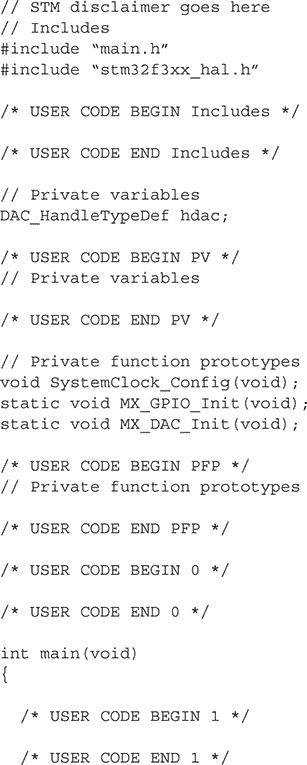 // STM disclaimer goes here
// Includes
#include “main.h”
#include “stm32f3xx_hal.h”
/* USER CODE BEGIN Includes */
/* USER CODE END Includes */
// Private variables
DAC_HandleTypeDef hdac;
/* USER CODE BEGIN PV */
// Private variables
/* USER CODE END PV */
// Private function prototypes
void SystemClock_Config(void);
static void MX_GPIO_Init(void);
static void MX_DAC_Init(void);
/* USER CODE BEGIN PFP */
// Private function prototypes
/* USER CODE END PFP */
/* USER CODE BEGIN 0 */
/* USER CODE END 0 */
int main(void)
{
/* USER CODE BEGIN 1 */
/* USER CODE END 1 */